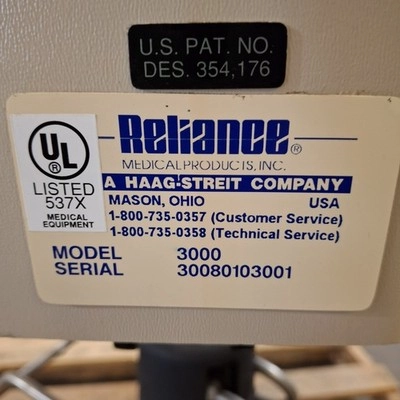 U.S. PAT. NO.
DES. 354,176
UL
LISTED
537X
MEDICAL
EQUIPMENT
Reliance®
MEDICAL PRODUCTS, INC.
A HAAG-STREIT COMPANY
MASON, OHIO USA
1-800-735-0357 (Customer Service)
1-800-735-0358 (Technical Service)
MODEL 3000
SERIAL 30080103001